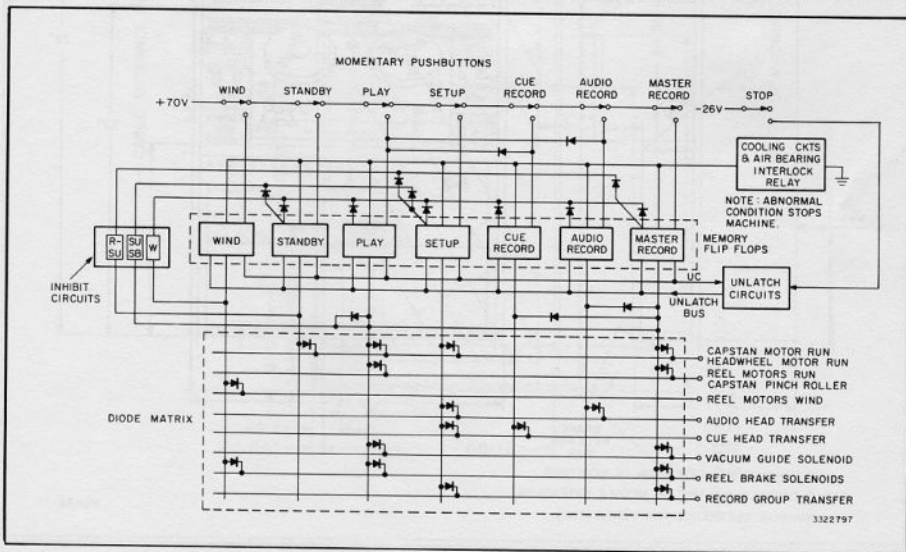 MOMENTARY PUSHBUTTONS
WIND
STANDBY
PLAY
SETUP
CUE
RECORD
AUDIO
RECORD
MASTER
RECORD
STOP
+70V
-26V
COOLING CKTS
& AIR BEARING
INTERLOCK
RELAY
NOTE: ABNORMAL
CONDITION STOPS
MACHINE.
R-
SU
SU
SB
W
INHIBIT
CIRCUITS
WIND
STANDBY
PLAY
SETUP
CUE
RECORD
AUDIO
RECORD
MASTER
RECORD
MEMORY
FLIP FLOPS
UC
UNLATCH
BUS
UNLATCH
CIRCUITS
DIODE MATRIX
CAPSTAN MOTOR RUN
HEADWHEEL MOTOR RUN
REEL MOTORS RUN
CAPSTAN PINCH ROLLER
REEL MOTORS WIND
AUDIO HEAD TRANSFER
CUE HEAD TRANSFER
VACUUM GUIDE SOLENOID
REEL BRAKE SOLENOIDS
RECORD GROUP TRANSFER
3322797